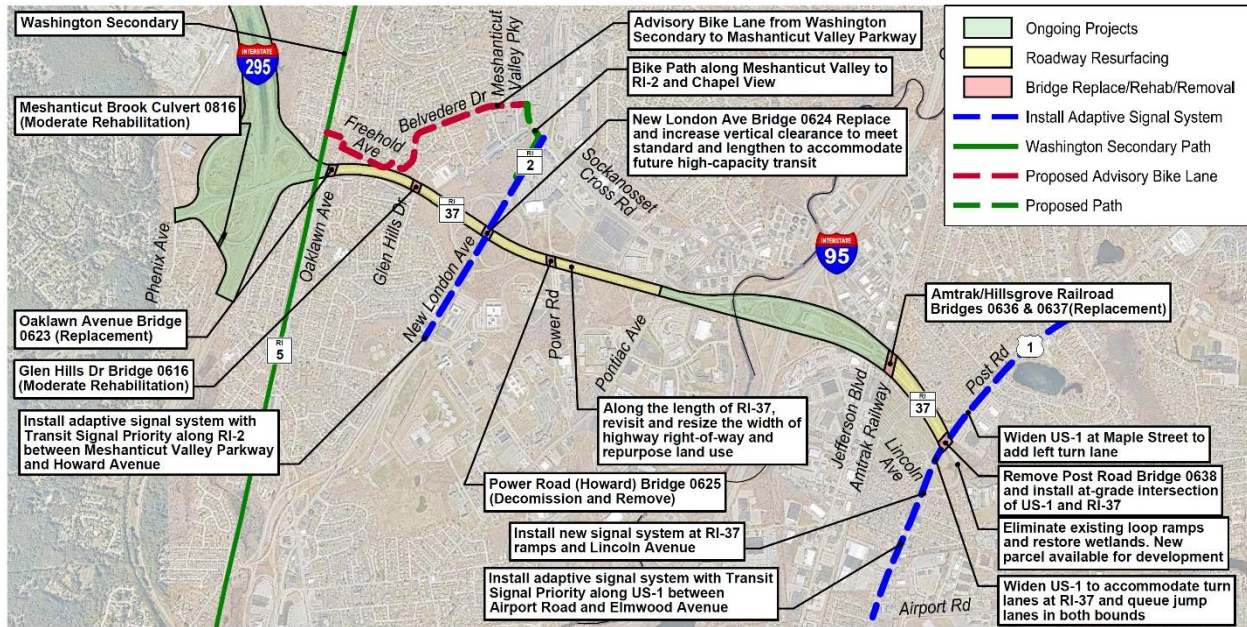 Washington Secondary
INTERSTATE
295
Meshanticut Brook Culvert 0816
(Moderate Rehabilitation)
Advisory Bike Lane from Washington
Secondary to Mashanticut Valley Parkway
Bike Path along Meshanticut Valley to
RI-2 and Chapel View
New London Ave Bridge 0624 Replace
and increase vertical clearance to meet
standard and lengthen to accommodate
future high-capacity transit
Ongoing Projects
Roadway Resurfacing
Bridge Replace/Rehab/Removal
Install Adaptive Signal System
Washington Secondary Path
Proposed Advisory Bike Lane
Proposed Path
Meshanticut
Valley Pky
Belvedere Dr
Freehold
Ave
RI
2
Sockanosset
Cross Rd
Phenix Ave
Oaklawn Ave
Glen Hills Dr
RI
37
New London Ave
Power Rd
Pontiac Ave
INTERSTATE
95
Oaklawn Avenue Bridge
0623 (Replacement)
RI
5
Glen Hills Dr Bridge 0616
(Moderate Rehabilitation)
Install adaptive signal system with
Transit Signal Priority along RI-2
between Meshanticut Valley Parkway
and Howard Avenue
Along the length of RI-37,
revisit and resize the width of
highway right-of-way and
repurpose land use
Power Road (Howard) Bridge 0625
(Decomission and Remove)
Install new signal system at RI-37
ramps and Lincoln Avenue
Install adaptive signal system with Transit
Signal Priority along US-1 between
Airport Road and Elmwood Avenue
Amtrak/Hillsgrove Railroad
Bridges 0636 & 0637(Replacement)
Post Rd
1
Jefferson Blvd
Amtrak Railway
Lincoln
Ave
RI
37
Widen US-1 at Maple Street to
add left turn lane
Remove Post Road Bridge 0638
and install at-grade intersection
of US-1 and RI-37
Eliminate existing loop ramps
and restore wetlands. New
parcel available for development
Widen US-1 to accommodate turn
lanes at RI-37 and queue jump
lanes in both bounds
Airport Rd